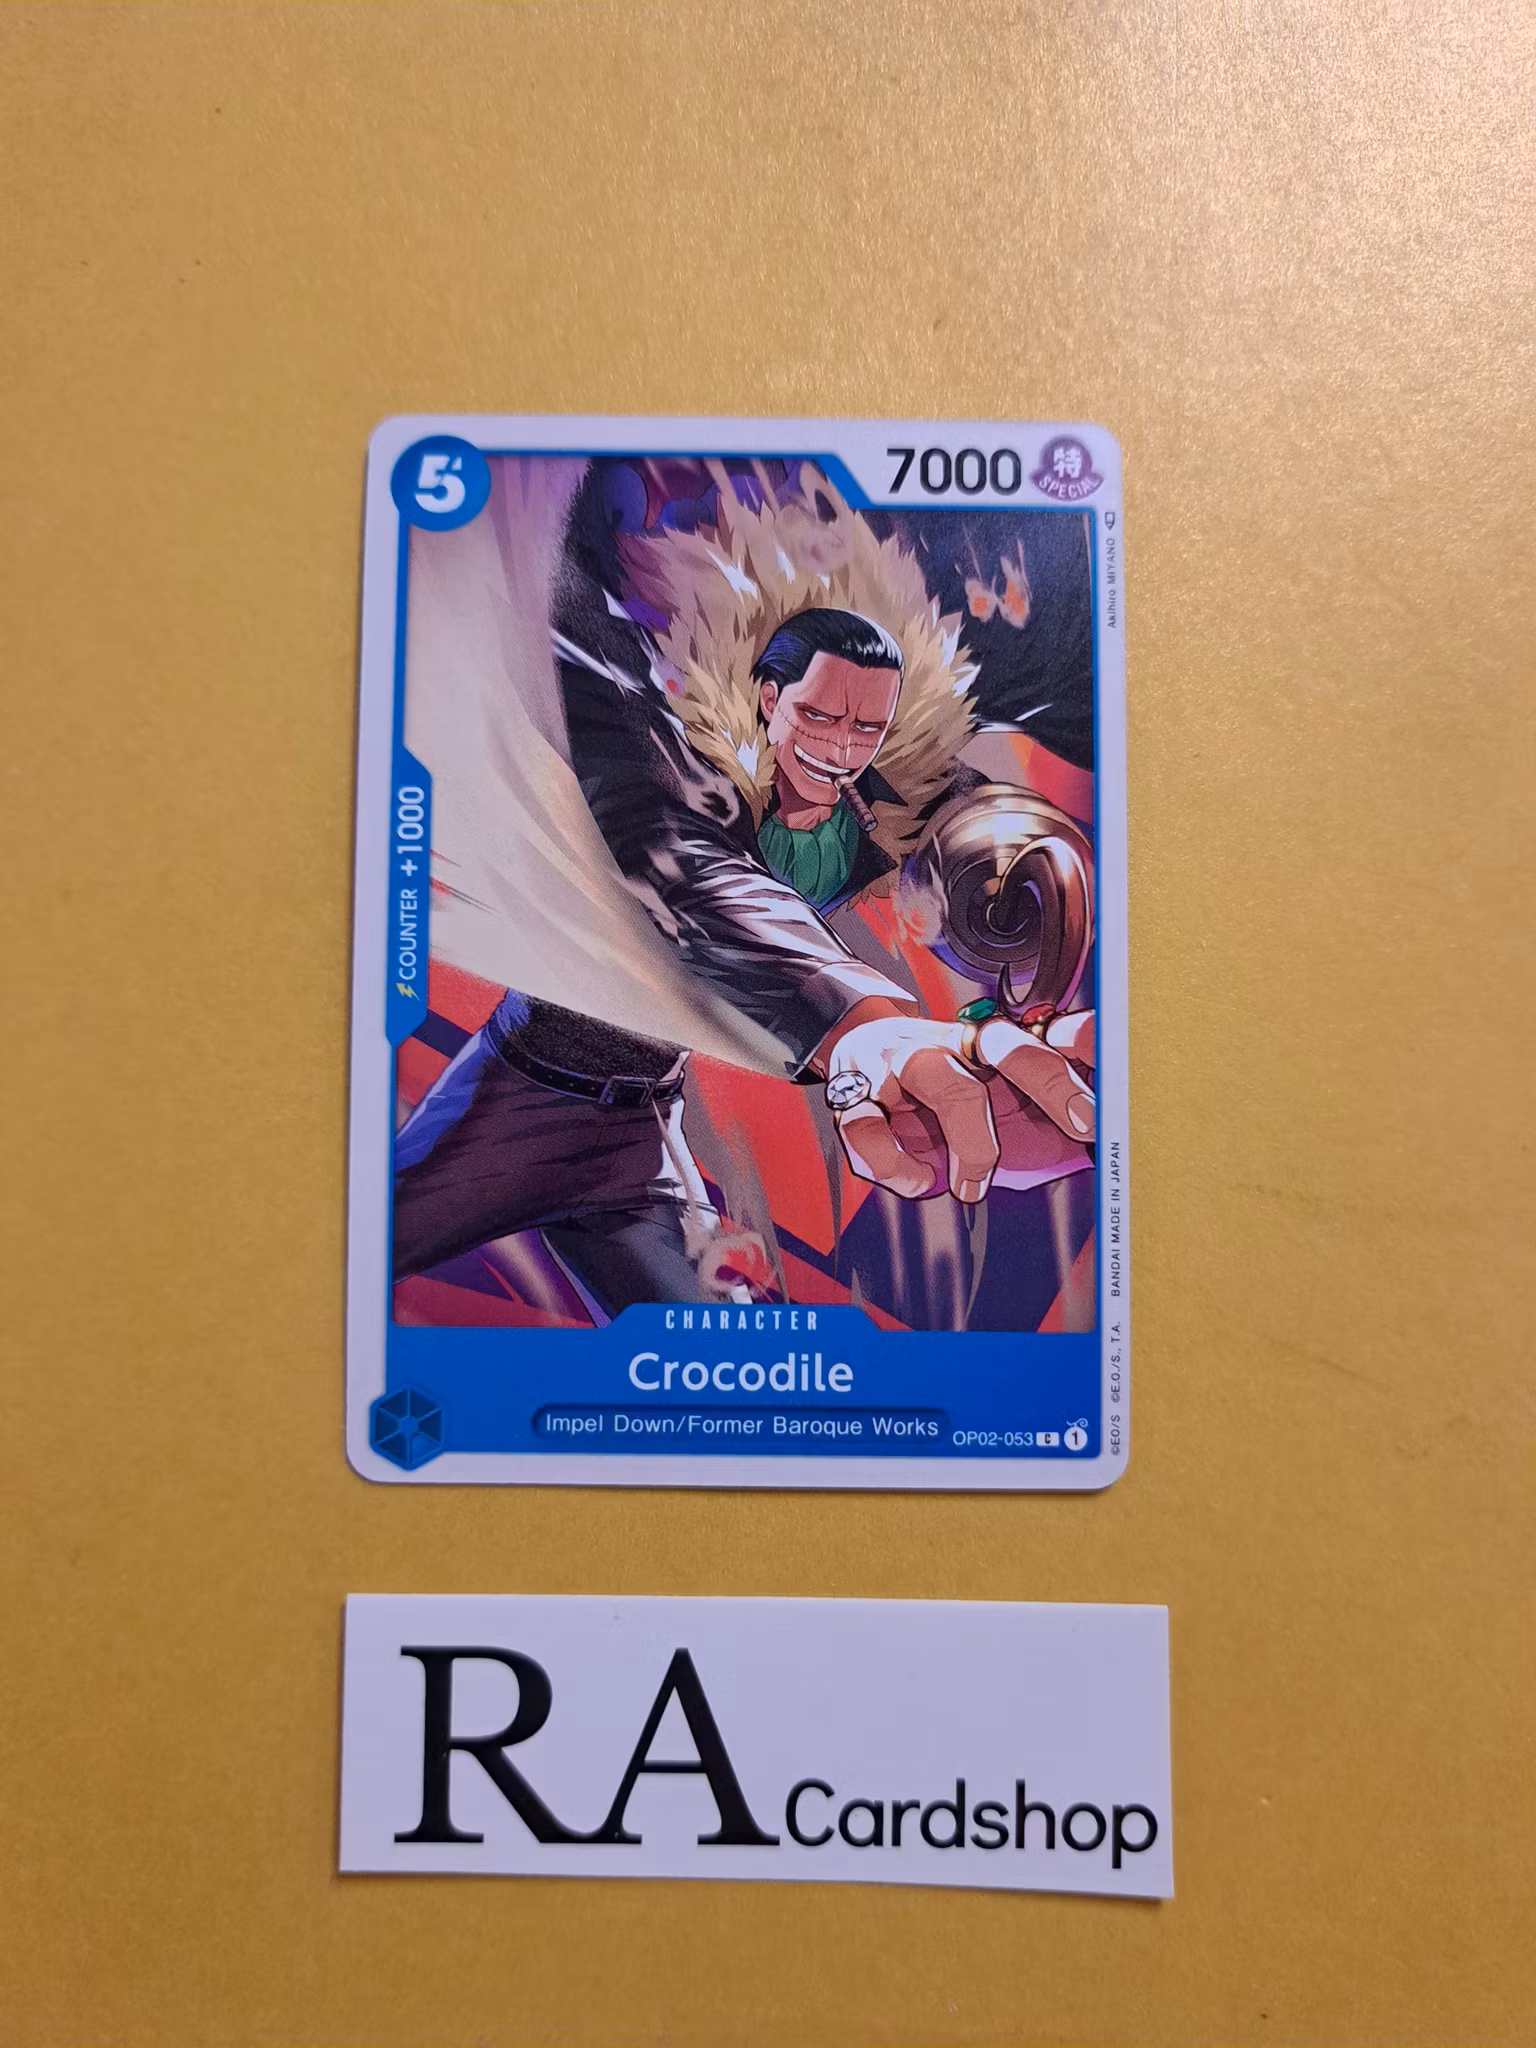 5
7000
特
SPECIAL
Akihiro MIYANO
COUNTER +1000
CHARACTER
Crocodile
Impel Down/Former Baroque Works
OP02-053 C 1
©EO/S ©E.O./S., T.A. BANDAI MADE IN JAPAN
RA Cardshop